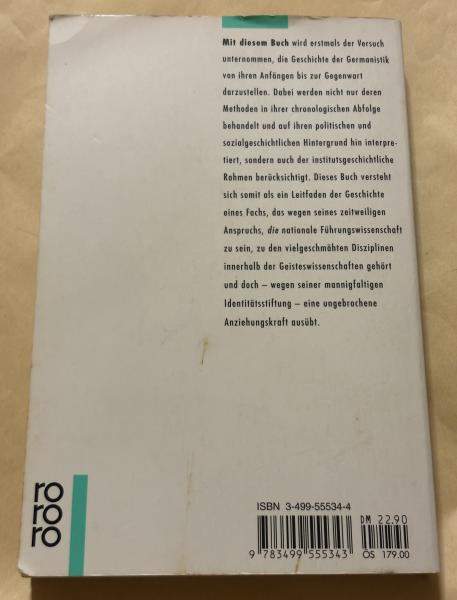 Mit diesem Buch wird erstmals der Versuch
unternommen, die Geschichte der Germanistik
von ihren Anfängen bis zur Gegenwart
darzustellen. Dabei werden nicht nur deren
Methoden in ihrer chronologischen Abfolge
behandelt und auf ihren politischen und
sozialgeschichtlichen Hintergrund hin interpre-
tiert, sondern auch der institutsgeschichtliche
Rahmen berücksichtigt. Dieses Buch versteht
sich somit als ein Leitfaden der Geschichte
eines Fachs, das wegen seines zeitweiligen
Anspruchs, die nationale Führungswissenschaft
zu sein, zu den vielgeschmähten Disziplinen
innerhalb der Geisteswissenschaften gehört
und doch – wegen seiner mannigfaltigen
Identitätsstiftung – eine ungebrochene
Anziehungskraft ausübt.
ro
ro
ro
ISBN 3-499-55534-4
DM 22.90
9 783499 555343
ÖS 179.00